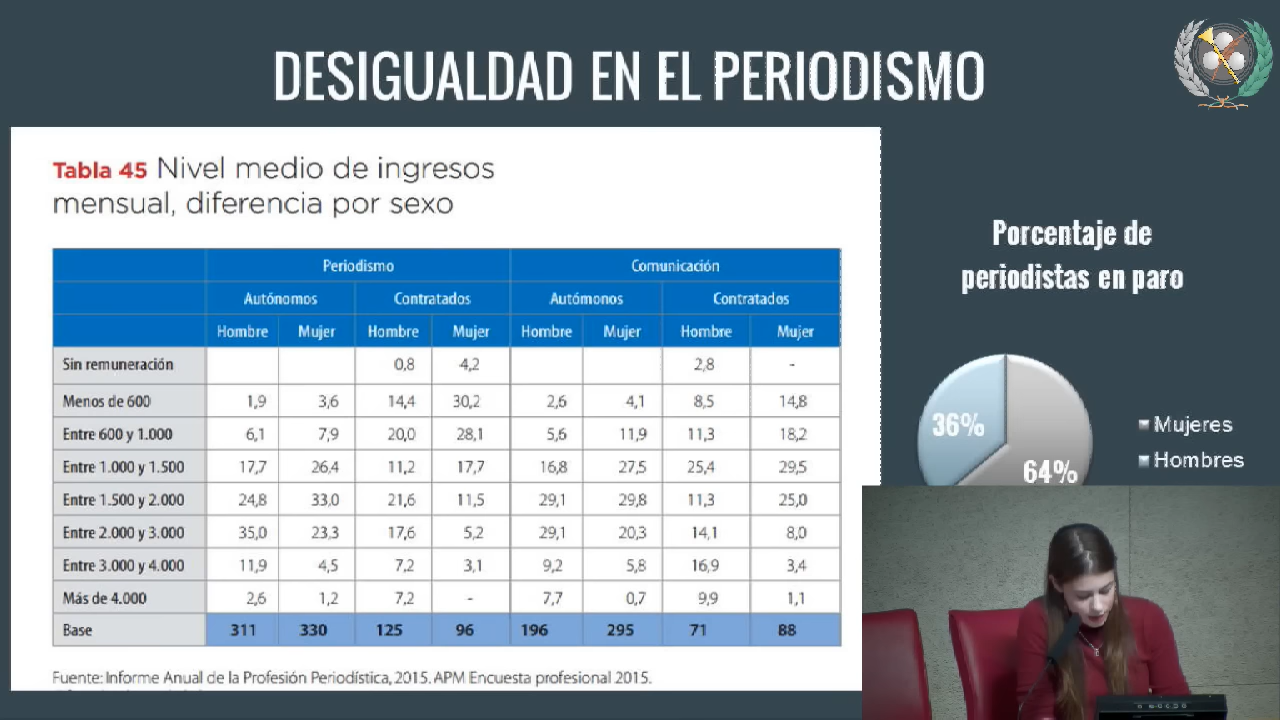 DESIGUALDAD EN EL PERIODISMO
Tabla 45 Nivel medio de ingresos
mensual, diferencia por sexo
Periodismo Comunicación
Autónomos Contratados Autómonos Contratados
Hombre Mujer Hombre Mujer Hombre Mujer Hombre Mujer
Sin remuneración 0,8 4,2 2,8 -
Menos de 600 1,9 3,6 14,4 30,2 2,6 4,1 8,5 14,8
Entre 600 y 1.000 6,1 7,9 20,0 28,1 5,6 11,9 11,3 18,2
Entre 1.000 y 1.500 17,7 26,4 11,2 17,7 16,8 27,5 25,4 29,5
Entre 1.500 y 2.000 24,8 33,0 21,6 11,5 29,1 29,8 11,3 25,0
Entre 2.000 y 3.000 35,0 23,3 17,6 5,2 29,1 20,3 14,1 8,0
Entre 3.000 y 4.000 11,9 4,5 7,2 3,1 9,2 5,8 16,9 3,4
Más de 4.000 2,6 1,2 7,2 - 7,7 0,7 9,9 1,1
Base 311 330 125 96 196 295 71 88
Fuente: Informe Anual de la Profesión Periodística, 2015. APM Encuesta profesional 2015.
Porcentaje de
periodistas en paro
36%
64%
Mujeres
Hombres